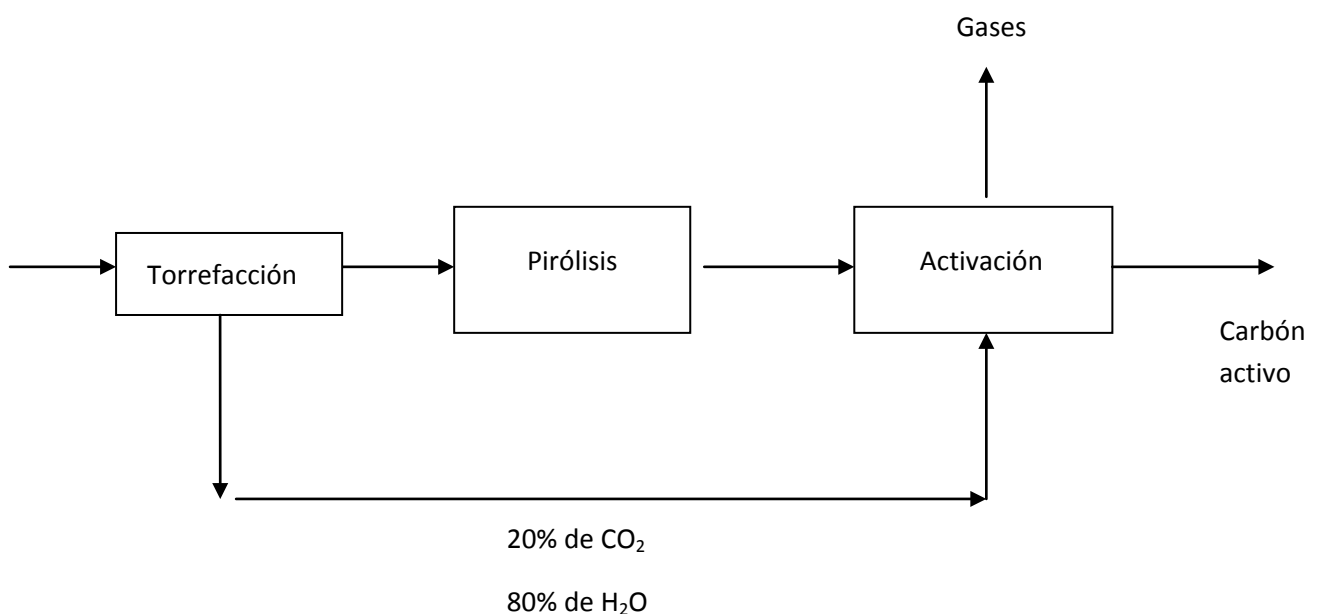 Gases
Torrefacción
Pirólisis
Activación
Carbón
activo
20% de CO₂
80% de H₂O